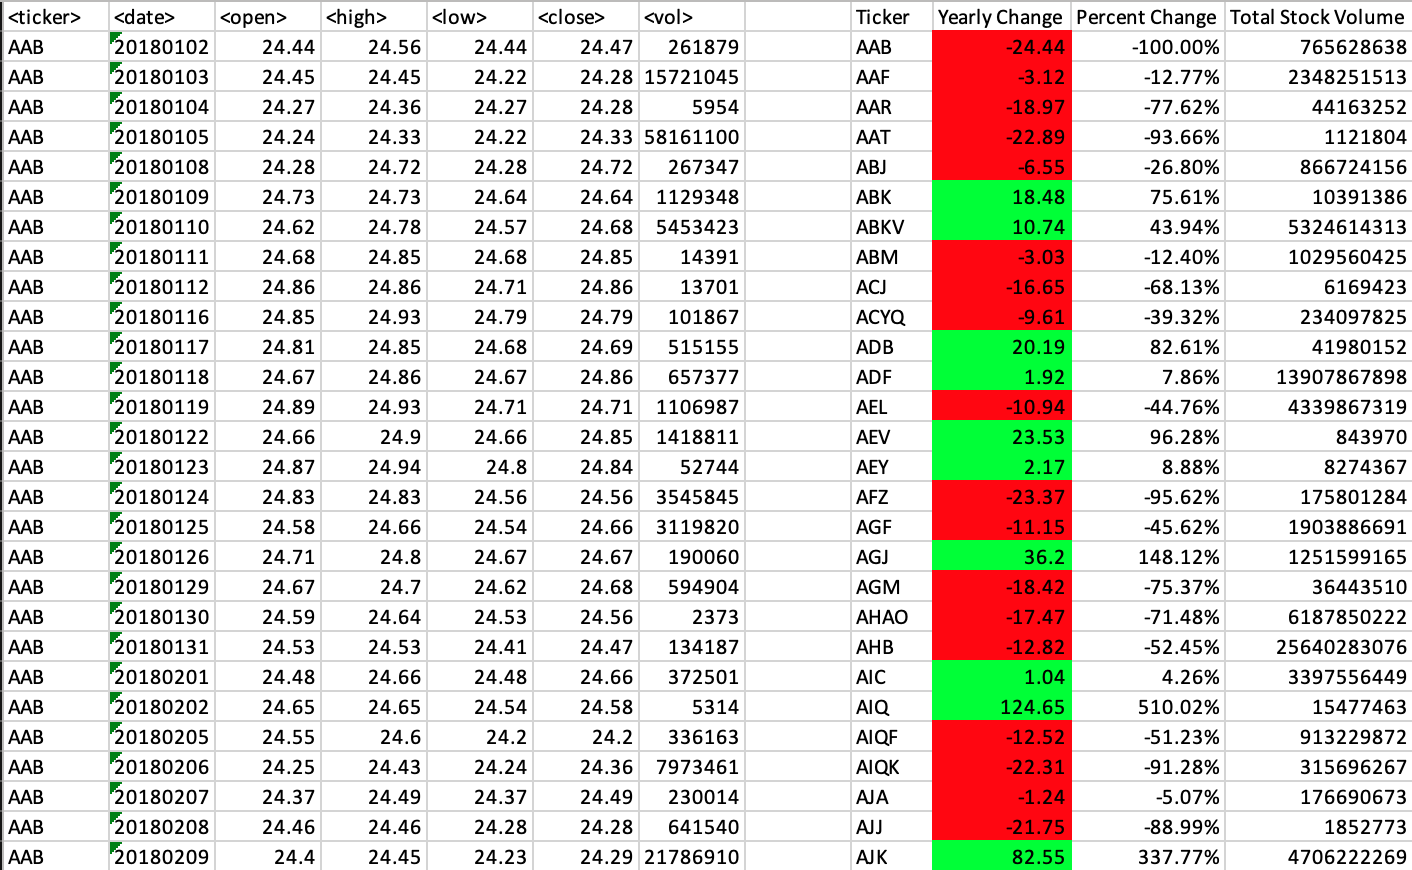 <ticker> <date> <open> <high> <low> <close> <vol> Ticker Yearly Change Percent Change Total Stock Volume
AAB 20180102 24.44 24.56 24.44 24.47 261879 AAB -24.44 -100.00% 765628638
AAB 20180103 24.45 24.45 24.22 24.28 15721045 AAF -3.12 -12.77% 2348251513
AAB 20180104 24.27 24.36 24.27 24.28 5954 AAR -18.97 -77.62% 44163252
AAB 20180105 24.24 24.33 24.22 24.33 58161100 AAT -22.89 -93.66% 1121804
AAB 20180108 24.28 24.72 24.28 24.72 267347 ABJ -6.55 -26.80% 866724156
AAB 20180109 24.73 24.73 24.64 24.64 1129348 ABK 18.48 75.61% 10391386
AAB 20180110 24.62 24.78 24.57 24.68 5453423 ABKV 10.74 43.94% 5324614313
AAB 20180111 24.68 24.85 24.68 24.85 14391 ABM -3.03 -12.40% 1029560425
AAB 20180112 24.86 24.86 24.71 24.86 13701 ACJ -16.65 -68.13% 6169423
AAB 20180116 24.85 24.93 24.79 24.79 101867 ACYQ -9.61 -39.32% 234097825
AAB 20180117 24.81 24.85 24.68 24.69 515155 ADB 20.19 82.61% 41980152
AAB 20180118 24.67 24.86 24.67 24.86 657377 ADF 1.92 7.86% 13907867898
AAB 20180119 24.89 24.93 24.71 24.71 1106987 AEL -10.94 -44.76% 4339867319
AAB 20180122 24.66 24.9 24.66 24.85 1418811 AEV 23.53 96.28% 843970
AAB 20180123 24.87 24.94 24.8 24.84 52744 AEY 2.17 8.88% 8274367
AAB 20180124 24.83 24.83 24.56 24.56 3545845 AFZ -23.37 -95.62% 175801284
AAB 20180125 24.58 24.66 24.54 24.66 3119820 AGF -11.15 -45.62% 1903886691
AAB 20180126 24.71 24.8 24.67 24.67 190060 AGJ 36.2 148.12% 1251599165
AAB 20180129 24.67 24.7 24.62 24.68 594904 AGM -18.42 -75.37% 36443510
AAB 20180130 24.59 24.64 24.53 24.56 2373 AHAO -17.47 -71.48% 6187850222
AAB 20180131 24.53 24.53 24.41 24.47 134187 AHB -12.82 -52.45% 25640283076
AAB 20180201 24.48 24.66 24.48 24.66 372501 AIC 1.04 4.26% 3397556449
AAB 20180202 24.65 24.65 24.54 24.58 5314 AIQ 124.65 510.02% 15477463
AAB 20180205 24.55 24.6 24.2 24.2 336163 AIQF -12.52 -51.23% 913229872
AAB 20180206 24.25 24.43 24.24 24.36 7973461 AIQK -22.31 -91.28% 315696267
AAB 20180207 24.37 24.49 24.37 24.49 230014 AJA -1.24 -5.07% 176690673
AAB 20180208 24.46 24.46 24.28 24.28 641540 AJJ -21.75 -88.99% 1852773
AAB 20180209 24.4 24.45 24.23 24.29 21786910 AJK 82.55 337.77% 4706222269